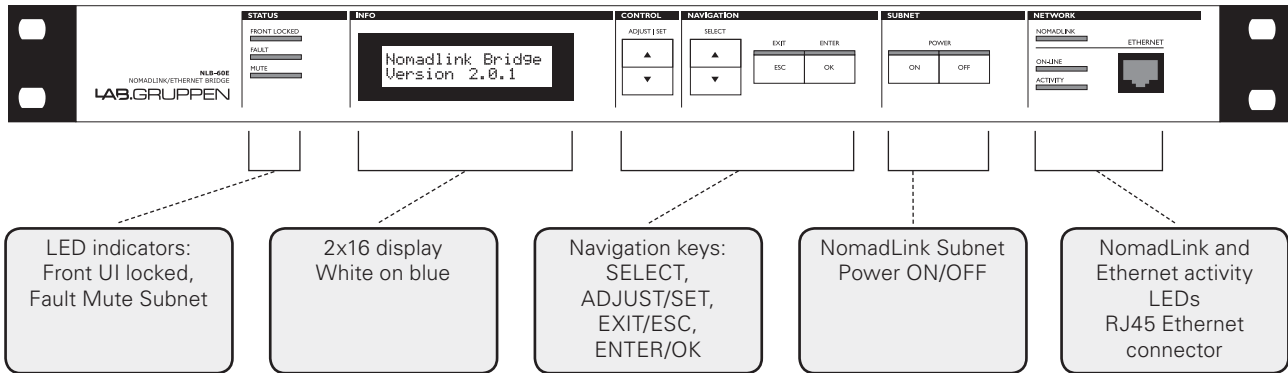 STATUS
INFO
CONTROL
NAVIGATION
SUBNET
NETWORK
FRONT LOCKED
FAULT
MUTE
NLB-60E
NOMADLINK/ETHERNET BRIDGE
LAB.GRUPPEN
Nomadlink Bridge
Version 2.0.1
ADJUST | SET
SELECT
EXIT
ENTER
ESC
OK
POWER
ON
OFF
NOMADLINK
ETHERNET
ON-LINE
ACTIVITY
LED indicators:
Front UI locked,
Fault Mute Subnet
2x16 display
White on blue
Navigation keys:
SELECT,
ADJUST/SET,
EXIT/ESC,
ENTER/OK
NomadLink Subnet
Power ON/OFF
NomadLink and
Ethernet activity
LEDs
RJ45 Ethernet
connector